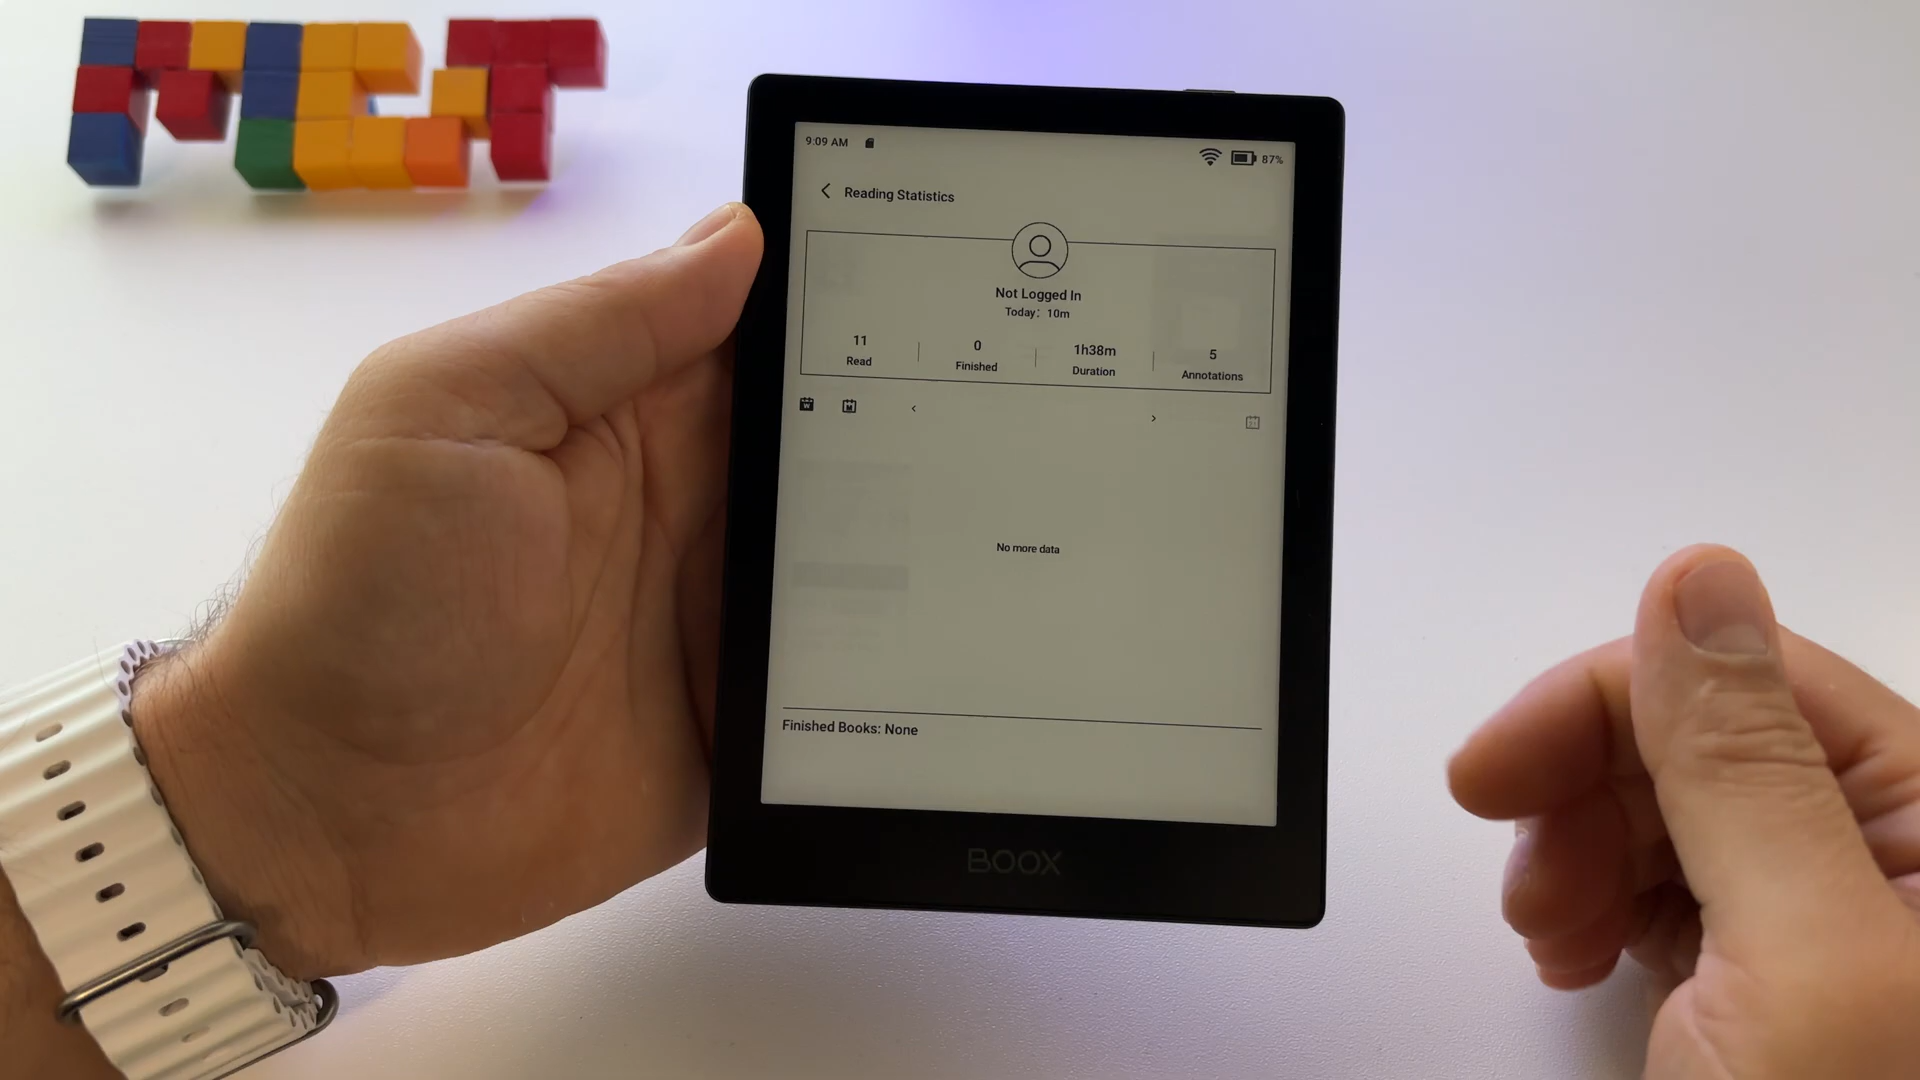 MGT
9:09 AM
87%
Reading Statistics
Not Logged In
Today: 10m
11 0 1h38m 5
Read Finished Duration Annotations
W M
No more data
Finished Books: None
BOOX